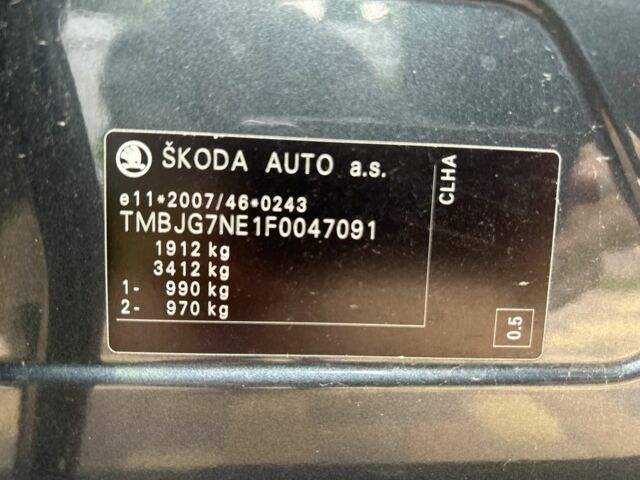 ŠKODA AUTO a.s.
e11*2007/46*0243
TMBJG7NE1F0047091
1912 kg
3412 kg
1- 990 kg
2- 970 kg
CLHA
0.5